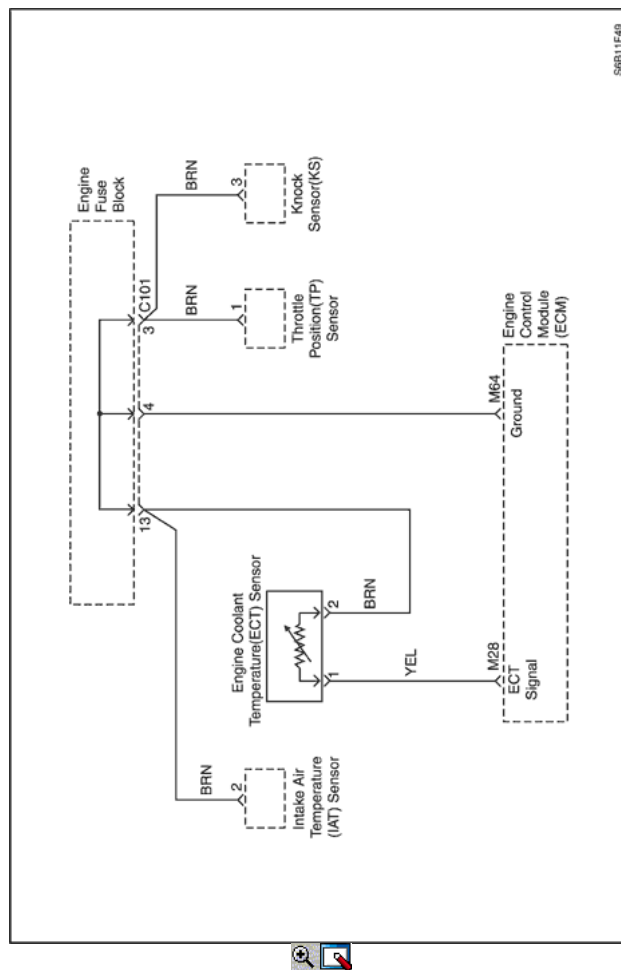 S6B11F49
Engine
Fuse
Block
C101
3
4
13
BRN
3
Knock
Sensor(KS)
BRN
1
Throttle
Position(TP)
Sensor
Engine Coolant
Temperature(ECT) Sensor
1
2
YEL
BRN
BRN
2
Intake Air
Temperature
(IAT) Sensor
M28
ECT
Signal
M64
Ground
Engine
Control
Module
(ECM)